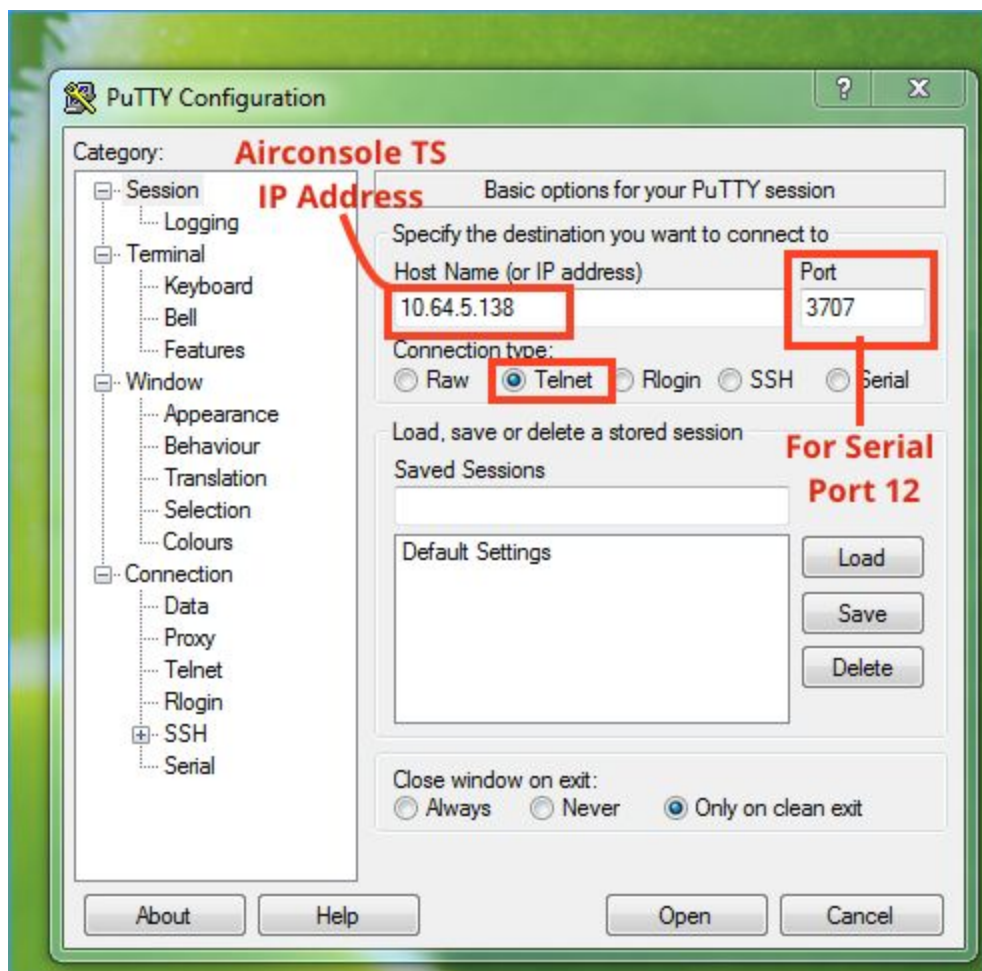 PuTTY Configuration
?
X
Category:
Airconsole TS
IP Address
Session
Logging
Terminal
Keyboard
Bell
Features
Window
Appearance
Behaviour
Translation
Selection
Colours
Connection
Data
Proxy
Telnet
Rlogin
SSH
Serial
Basic options for your PuTTY session
Specify the destination you want to connect to
Host Name (or IP address)
Port
10.64.5.138
3707
Connection type:
Raw Telnet Rlogin SSH Serial
For Serial
Port 12
Load, save or delete a stored session
Saved Sessions
Default Settings
Load
Save
Delete
Close window on exit:
Always Never Only on clean exit
About Help Open Cancel